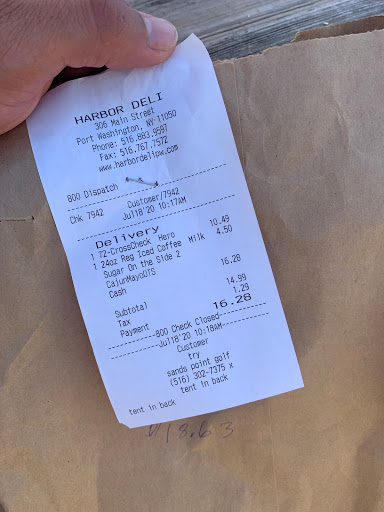 HARBOR DELI
306 Main Street
Port Washington, NY 11050
Phone: 516.883.9597
Fax: 516.767.7572
www.harbordelipw.com
800 Dispatch
Chk 7942 Customer/7942
Jul18'20 10:17AM
Delivery
1 72-CrossCheck Hero 10.49
1 24oz Reg Iced Coffee 4.50
Sugar On the Side 2 Milk
CajunMayoOTS
Cash 16.28
Subtotal 14.99
Tax 1.29
Payment 16.28
800 Check Closed
Jul18'20 10:18AM
Customer
try
sands point golf
(516) 302-7375 x
tent in back
tent in back
18.63